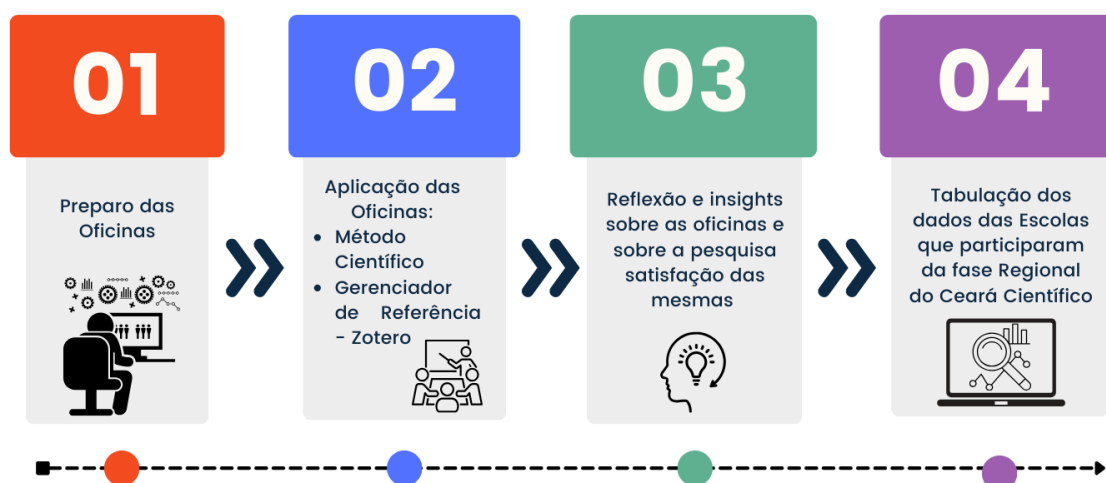 01
Preparo das
Oficinas
02
Aplicação das
Oficinas:
• Método
Científico
• Gerenciador
de Referência
- Zotero
03
Reflexão e insights
sobre as oficinas e
sobre a pesquisa
satisfação das
mesmas
04
Tabulação dos
dados das Escolas
que participaram
da fase Regional
do Ceará Científico